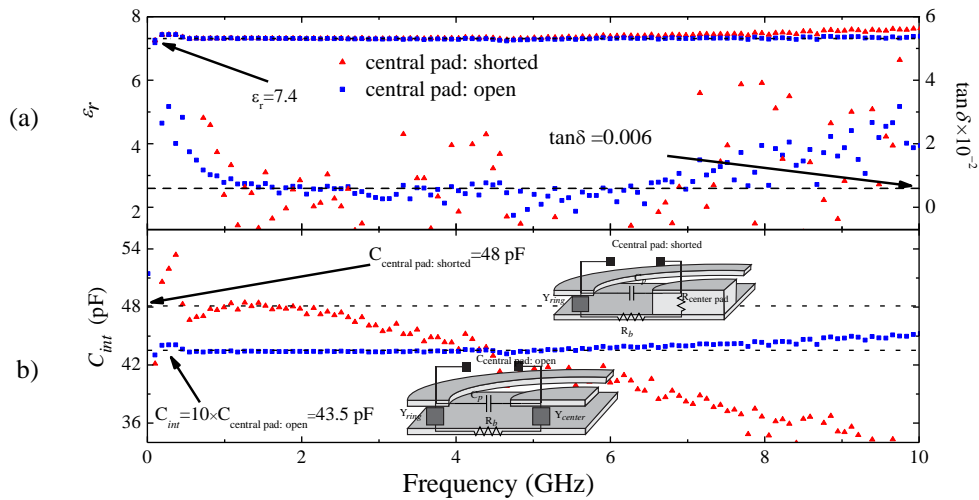 (a)
8
6
4
2
ε_r
ε_r=7.4
central pad: shorted
central pad: open
tanδ =0.006
6
4
2
0
tan δ×10^-2
b)
54
48
42
36
C_int (pF)
C_central pad: shorted=48 pF
C_central pad: shorted
C_p
Y_ring
R_center pad
R_b
C_central pad: open
C_p
Y_ring
Y_center
R_b
C_int=10×C_central pad: open=43.5 pF
0 2 4 6 8 10
Frequency (GHz)